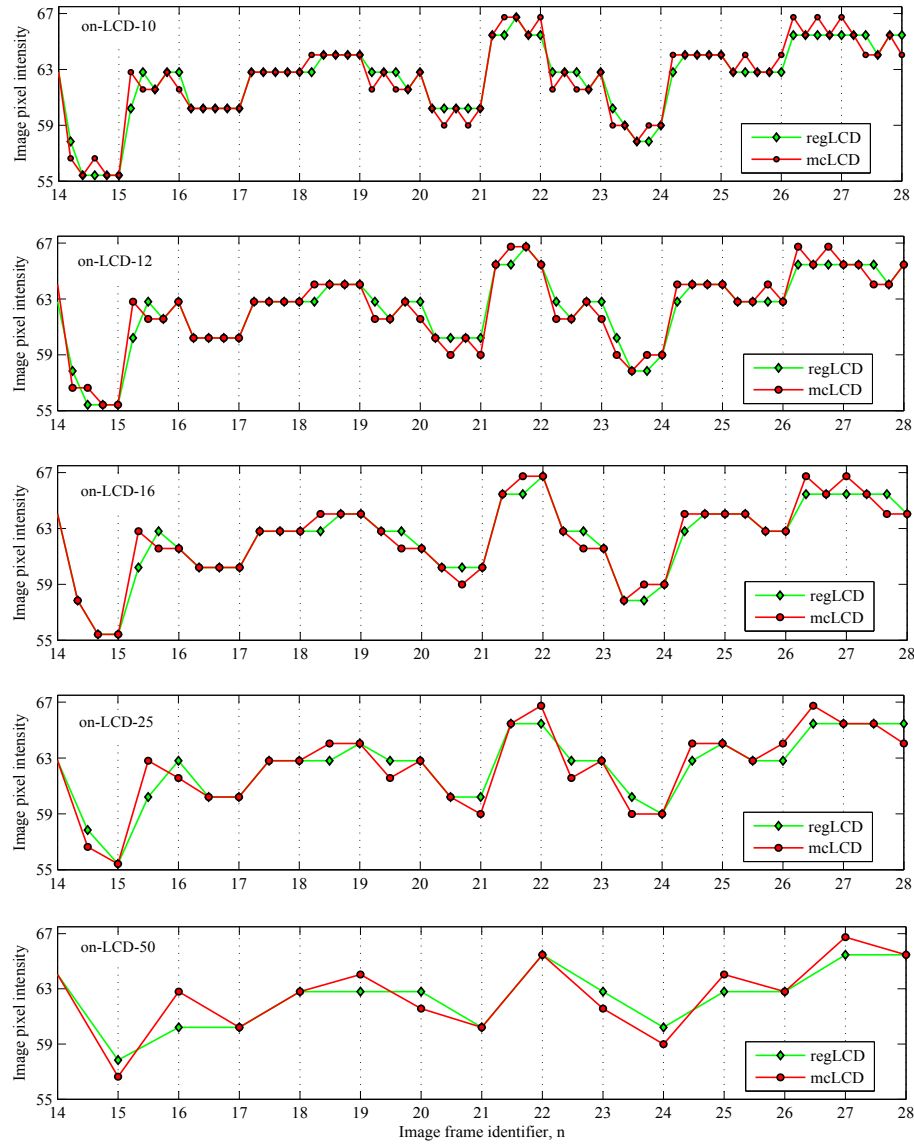 on-LCD-10
Image pixel intensity
67
63
59
55
regLCD
mcLCD
14 15 16 17 18 19 20 21 22 23 24 25 26 27 28
on-LCD-12
Image pixel intensity
67
63
59
55
regLCD
mcLCD
14 15 16 17 18 19 20 21 22 23 24 25 26 27 28
on-LCD-16
Image pixel intensity
67
63
59
55
regLCD
mcLCD
14 15 16 17 18 19 20 21 22 23 24 25 26 27 28
on-LCD-25
Image pixel intensity
67
63
59
55
regLCD
mcLCD
14 15 16 17 18 19 20 21 22 23 24 25 26 27 28
on-LCD-50
Image pixel intensity
67
63
59
55
regLCD
mcLCD
14 15 16 17 18 19 20 21 22 23 24 25 26 27 28
Image frame identifier, n